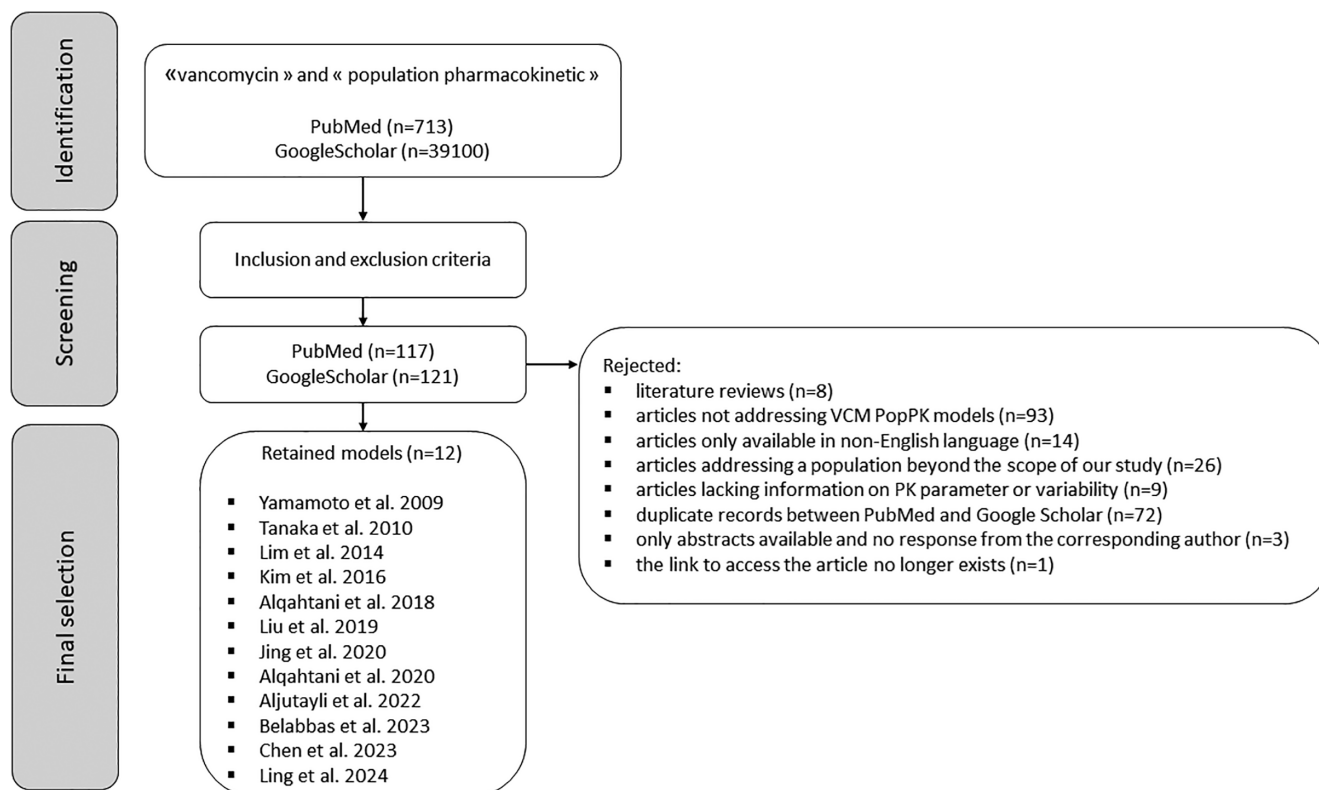 Identification
«vancomycin » and « population pharmacokinetic »
PubMed (n=713)
GoogleScholar (n=39100)
Screening
Inclusion and exclusion criteria
PubMed (n=117)
GoogleScholar (n=121)
Rejected:
▪ literature reviews (n=8)
▪ articles not addressing VCM PopPK models (n=93)
▪ articles only available in non-English language (n=14)
▪ articles addressing a population beyond the scope of our study (n=26)
▪ articles lacking information on PK parameter or variability (n=9)
▪ duplicate records between PubMed and Google Scholar (n=72)
▪ only abstracts available and no response from the corresponding author (n=3)
▪ the link to access the article no longer exists (n=1)
Final selection
Retained models (n=12)
▪ Yamamoto et al. 2009
▪ Tanaka et al. 2010
▪ Lim et al. 2014
▪ Kim et al. 2016
▪ Alqahtani et al. 2018
▪ Liu et al. 2019
▪ Jing et al. 2020
▪ Alqahtani et al. 2020
▪ Aljutayli et al. 2022
▪ Belabbas et al. 2023
▪ Chen et al. 2023
▪ Ling et al. 2024